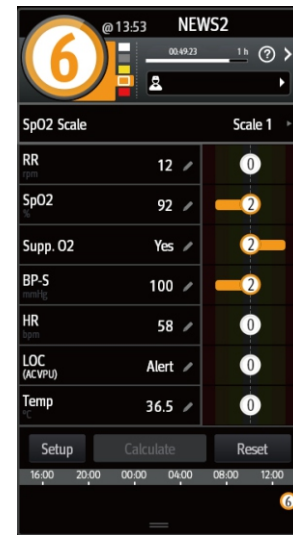 @ 13:53 NEWS2
6
00:49:23 1 h ?
SpO2 Scale Scale 1
RR 12 0
rpm
SpO2 92 2
%
Supp. O2 Yes 2
BP-S 100 2
mmHg
HR 58 0
bpm
LOC Alert 0
(ACVPU)
Temp 36.5 0
°C
Setup Calculate Reset
16:00 20:00 00:00 04:00 08:00 12:00
6